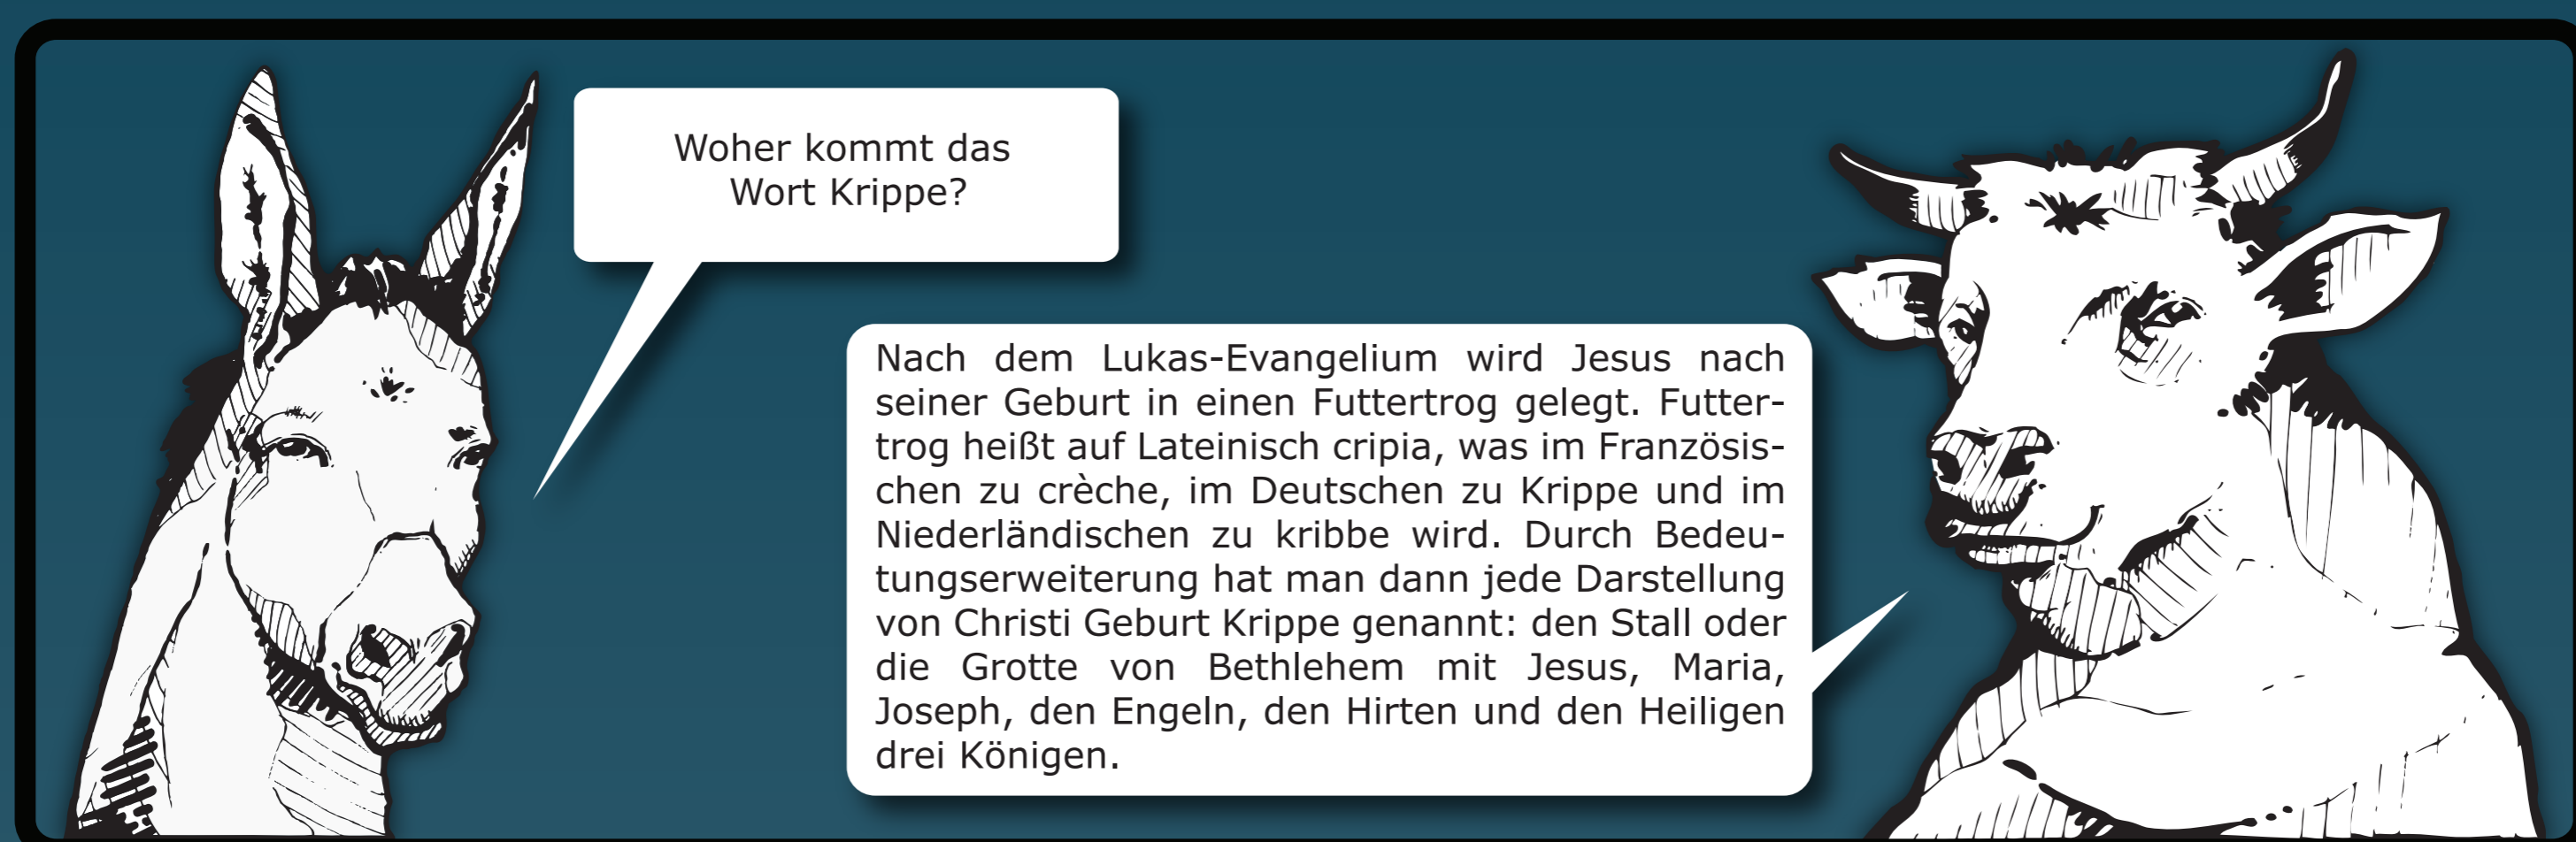 Woher kommt das
Wort Krippe?
Nach dem Lukas-Evangelium wird Jesus nach
seiner Geburt in einen Futtertrog gelegt. Futter-
trog heißt auf Lateinisch cripia, was im Französis-
chen zu crèche, im Deutschen zu Krippe und im
Niederländischen zu kribbe wird. Durch Bedeu-
tungserweiterung hat man dann jede Darstellung
von Christi Geburt Krippe genannt: den Stall oder
die Grotte von Bethlehem mit Jesus, Maria,
Joseph, den Engeln, den Hirten und den Heiligen
drei Königen.